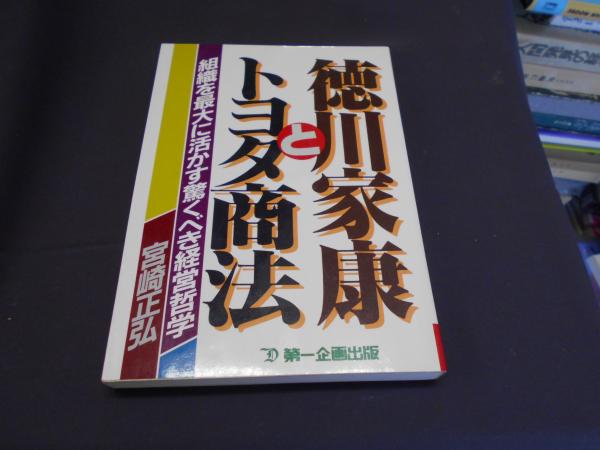 徳川家康
と
トヨタ商法
組織を最大に活かす驚くべき経営哲学
宮崎正弘
第一企画出版